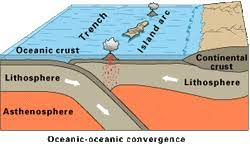 Trench
Island arc
Oceanic crust
Continental
crust
Lithosphere
Lithosphere
Asthenosphere
Oceanic-oceanic convergence